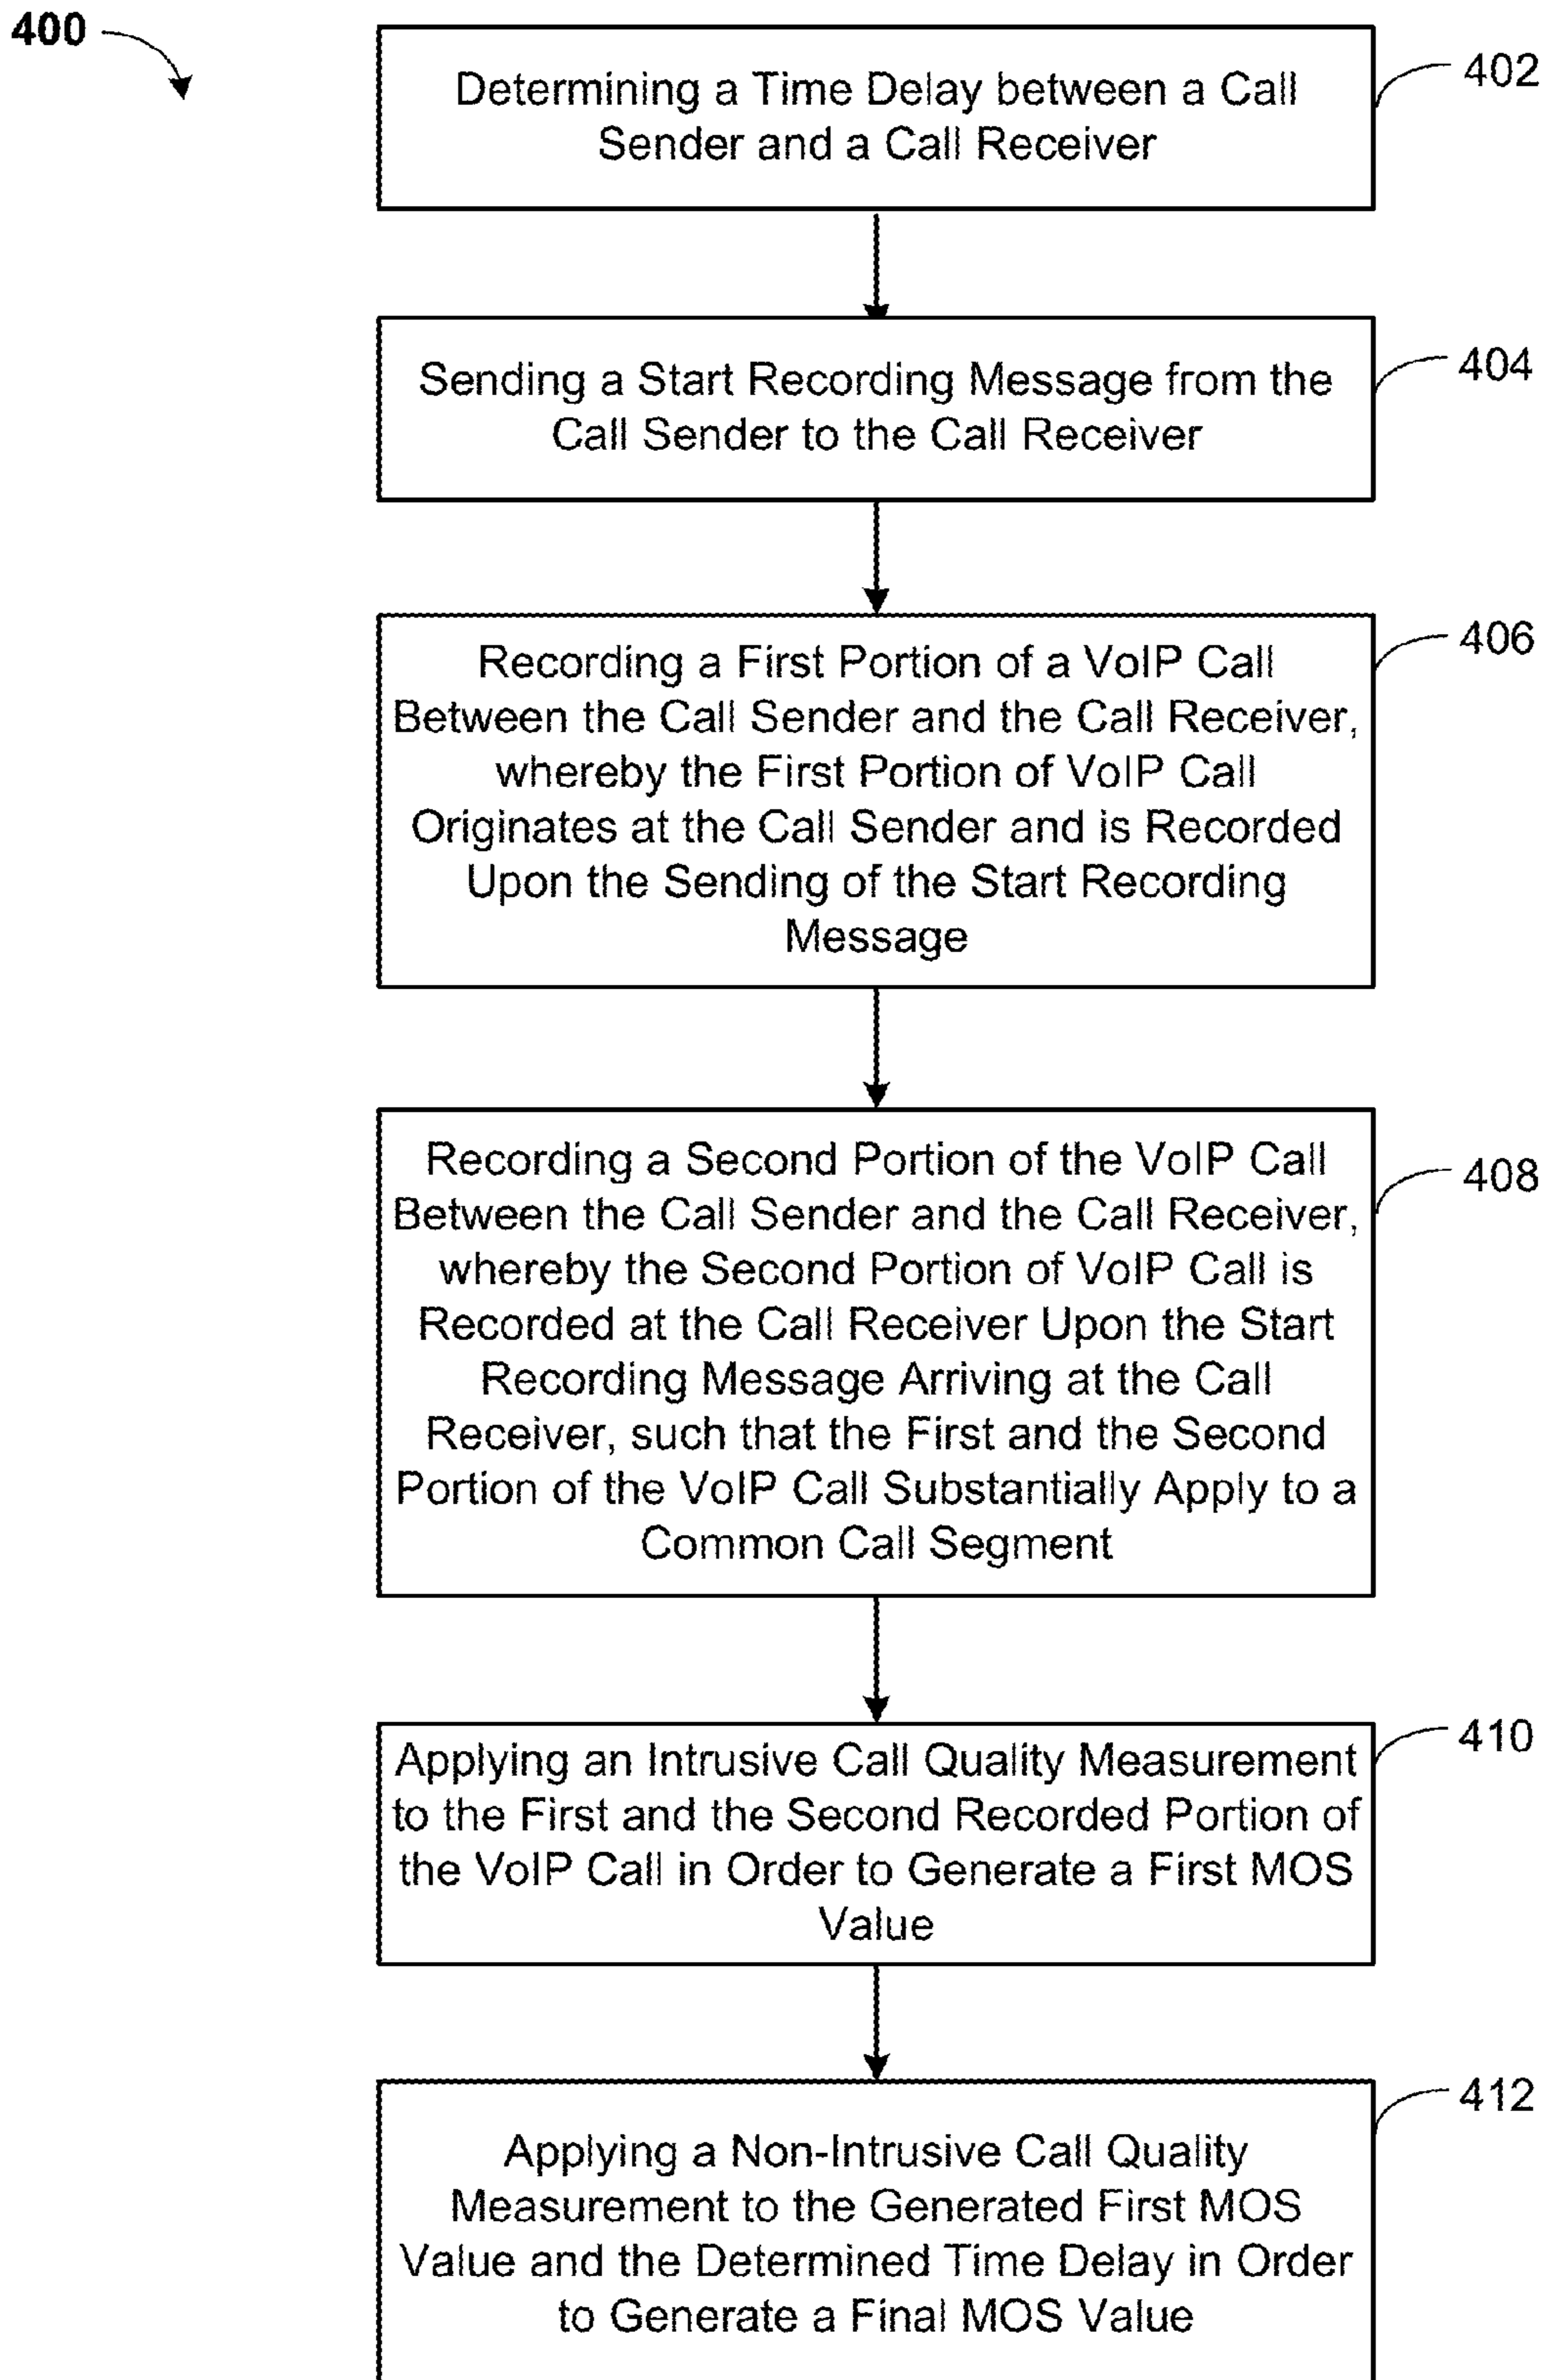 400
Determining a Time Delay between a Call
Sender and a Call Receiver
402
Sending a Start Recording Message from the
Call Sender to the Call Receiver
404
Recording a First Portion of a VoIP Call
Between the Call Sender and the Call Receiver,
whereby the First Portion of VoIP Call
Originates at the Call Sender and is Recorded
Upon the Sending of the Start Recording
Message
406
Recording a Second Portion of the VoIP Call
Between the Call Sender and the Call Receiver,
whereby the Second Portion of VoIP Call is
Recorded at the Call Receiver Upon the Start
Recording Message Arriving at the Call
Receiver, such that the First and the Second
Portion of the VoIP Call Substantially Apply to a
Common Call Segment
408
Applying an Intrusive Call Quality Measurement
to the First and the Second Recorded Portion of
the VoIP Call in Order to Generate a First MOS
Value
410
Applying a Non-Intrusive Call Quality
Measurement to the Generated First MOS
Value and the Determined Time Delay in Order
to Generate a Final MOS Value
412